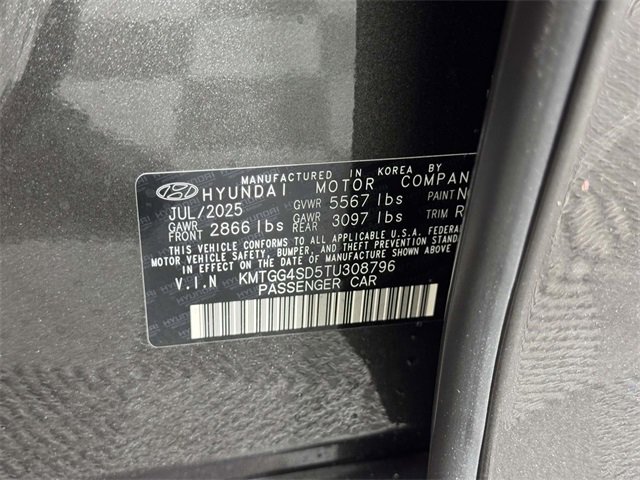 MANUFACTURED IN KOREA BY
HYUNDAI MOTOR COMPAN
JUL/2025 GVWR 5567 lbs PAINT N
GAWR FRONT 2866 lbs GAWR REAR 3097 lbs TRIM R
THIS VEHICLE CONFORMS TO ALL APPLICABLE U.S.A. FEDERA
MOTOR VEHICLE SAFETY, BUMPER, AND THEFT PREVENTION STANDA
IN EFFECT ON THE DATE OF MANUFACTURE SHOWN ABOVE
V.I.N KMTGG4SD5TU308796
PASSENGER CAR